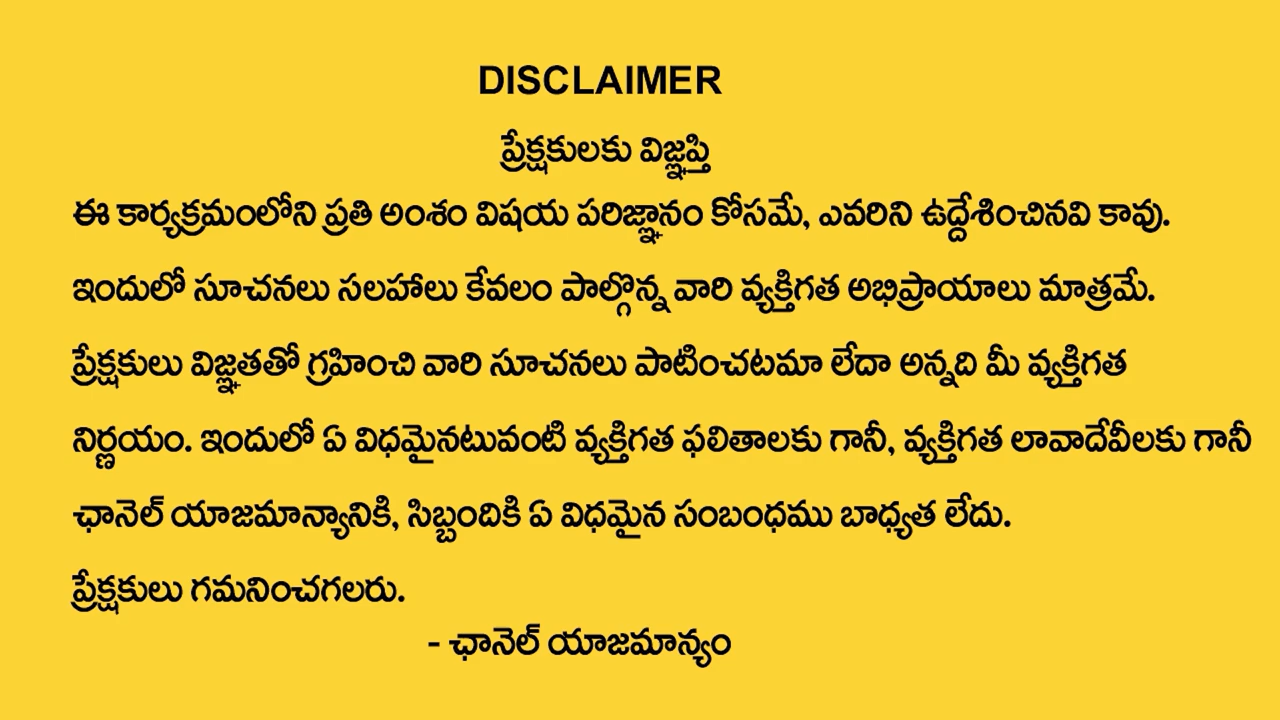 DISCLAIMER
ప్రేక్షకులకు విజ్ఞప్తి
ఈ కార్యక్రమంలోని ప్రతి అంశం విషయ పరిజ్ఞానం కోసమే, ఎవరిని ఉద్దేశించినవి కావు.
ఇందులో సూచనలు సలహాలు కేవలం పాల్గొన్న వారి వ్యక్తిగత అభిప్రాయాలు మాత్రమే.
ప్రేక్షకులు విజ్ఞతతో గ్రహించి వారి సూచనలు పాటించటమా లేదా అన్నది మీ వ్యక్తిగత
నిర్ణయం. ఇందులో ఏ విధమైనటువంటి వ్యక్తిగత ఫలితాలకు గానీ, వ్యక్తిగత లావాదేవీలకు గానీ
ఛానెల్ యాజమాన్యానికి, సిబ్బందికి ఏ విధమైన సంబంధము బాధ్యత లేదు.
ప్రేక్షకులు గమనించగలరు.
- ఛానెల్ యాజమాన్యం